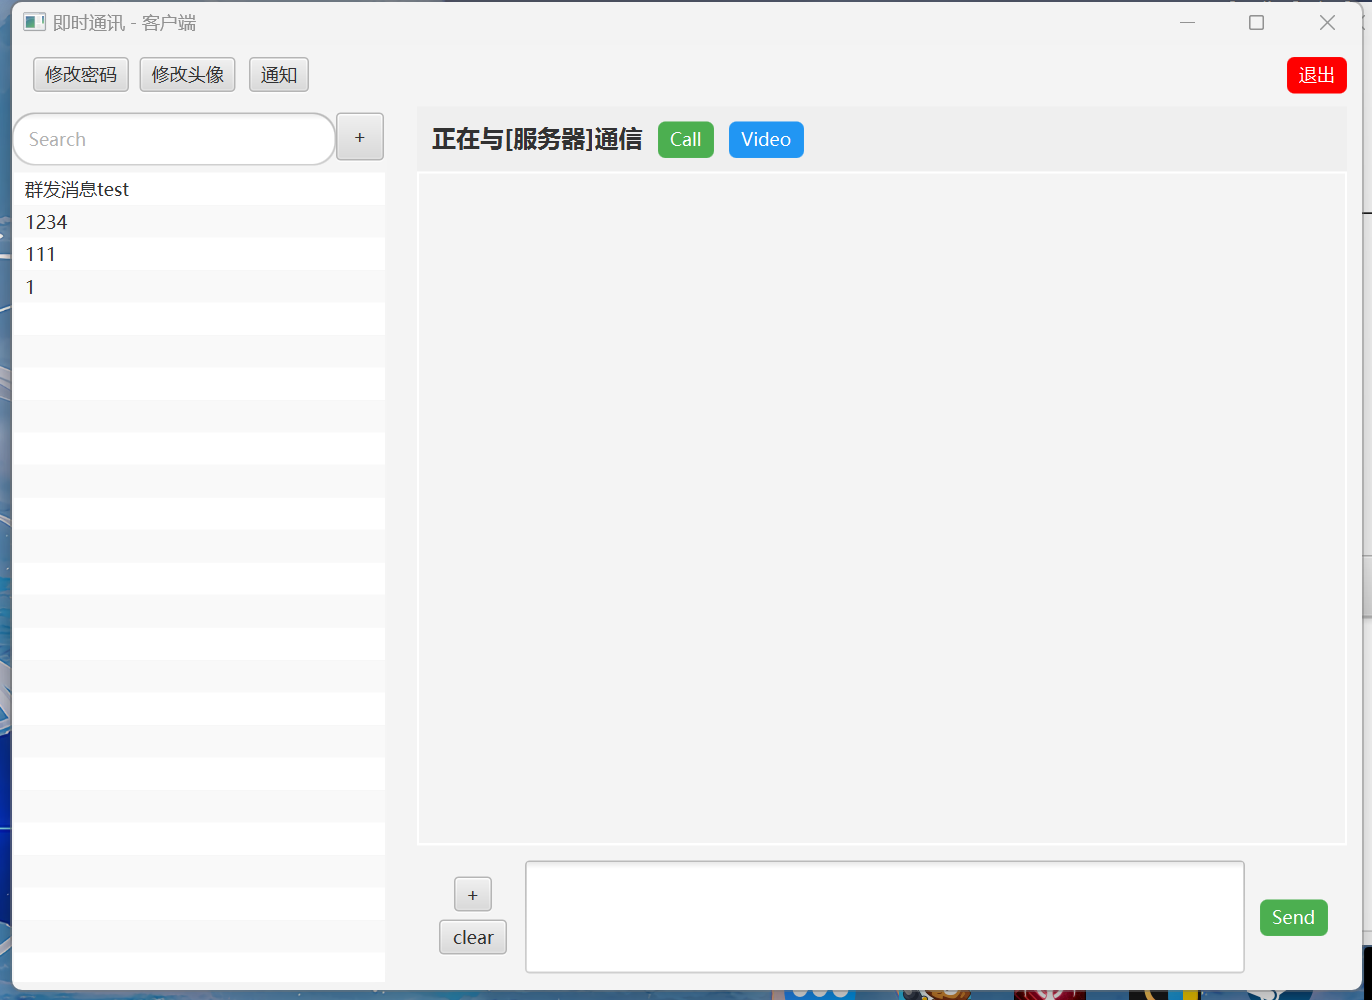 即时通讯 - 客户端
修改密码 修改头像 通知 退出
Search +
正在与[服务器]通信 Call Video
群发消息test
1234
111
1
+
clear
Send